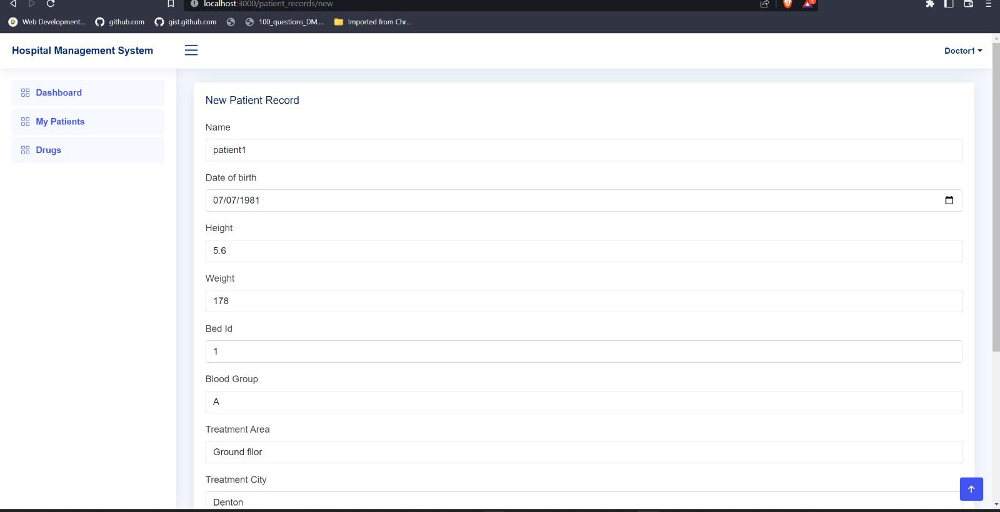 localhost:3000/patient_records/new
Web Development... github.com gist.github.com 100_questions_DM.... Imported from Chr...
Hospital Management System Doctor1
Dashboard
My Patients
Drugs
New Patient Record
Name
patient1
Date of birth
07/07/1981
Height
5.6
Weight
178
Bed Id
1
Blood Group
A
Treatment Area
Ground fllor
Treatment City
Denton